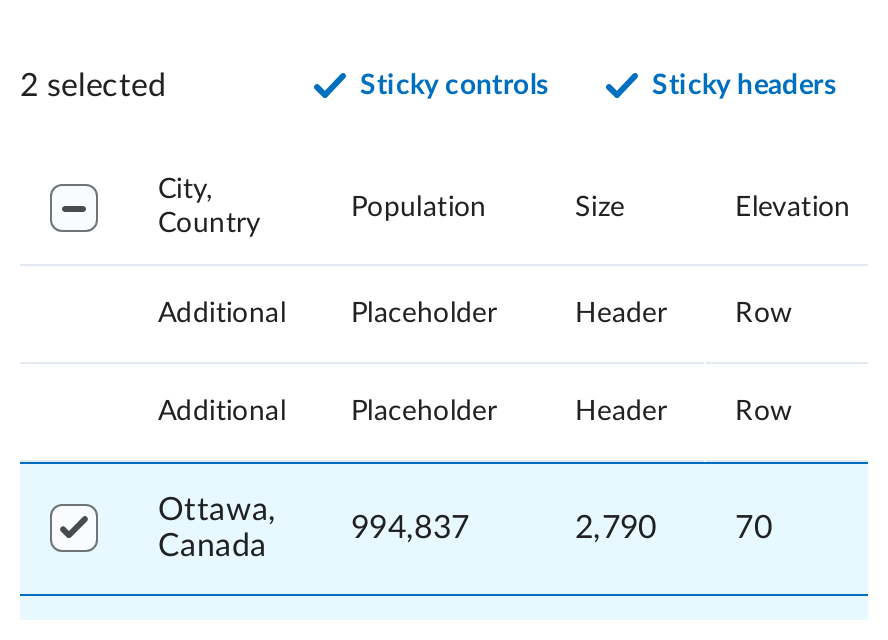 2 selected Sticky controls Sticky headers
City, Country Population Size Elevation
Additional Placeholder Header Row
Additional Placeholder Header Row
Ottawa, Canada 994,837 2,790 70